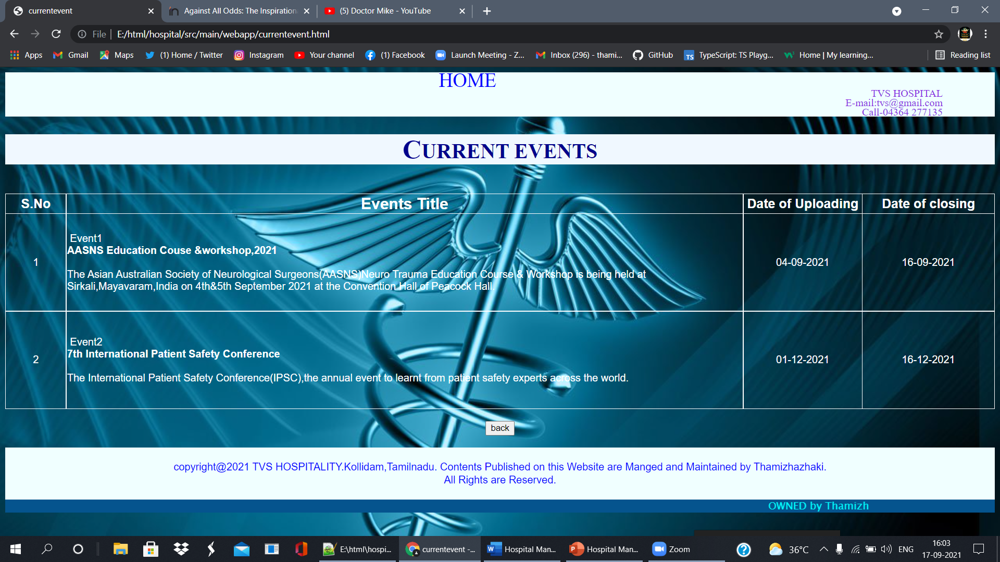 currentevent
Against All Odds: The Inspiration
(5) Doctor Mike - YouTube
File
E:/html/hospital/src/main/webapp/currentevent.html
Apps
Gmail
Maps
(1) Home / Twitter
Instagram
Your channel
(1) Facebook
Launch Meeting - Z...
Inbox (296) - thami...
GitHub
TypeScript: TS Playg...
Home | My learning...
Reading list
HOME
TVS HOSPITAL
E-mail:tvs@gmail.com
Call-04364 277135
CURRENT EVENTS
S.No
Events Title
Date of Uploading
Date of closing
1
Event1
AASNS Education Couse &workshop,2021
The Asian Australian Society of Neurological Surgeons(AASNS)Neuro Trauma Education Course & Workshop is being held at
Sirkali,Mayavaram,India on 4th&5th September 2021 at the Convention Hall of Peacock Hall.
04-09-2021
16-09-2021
2
Event2
7th International Patient Safety Conference
The International Patient Safety Conference(IPSC),the annual event to learnt from patient safety experts across the world.
01-12-2021
16-12-2021
back
copyright@2021 TVS HOSPITALITY.Kollidam,Tamilnadu. Contents Published on this Website are Manged and Maintained by Thamizhazhaki.
All Rights are Reserved.
OWNED by Thamizh
E:\html\hospi...
currentevent -...
Hospital Man...
Hospital Man...
Zoom
36°C
ENG
16:03
17-09-2021